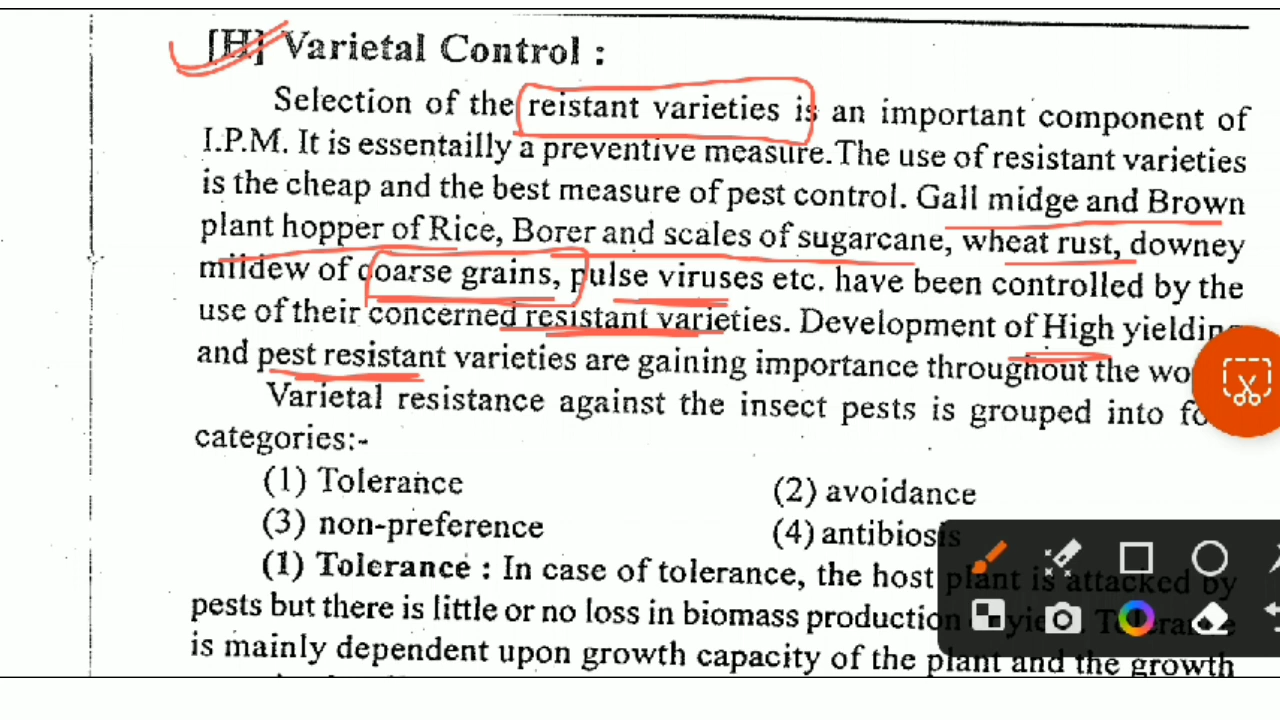 [H] Varietal Control :
Selection of the reistant varieties is an important component of
I.P.M. It is essentailly a preventive measure.The use of resistant varieties
is the cheap and the best measure of pest control. Gall midge and Brown
plant hopper of Rice, Borer and scales of sugarcane, wheat rust, downey
mildew of coarse grains, pulse viruses etc. have been controlled by the
use of their concerned resistant varieties. Development of High yielding
and pest resistant varieties are gaining importance throughout the
Varietal resistance against the insect pests is grouped into
categories:-
(1) Tolerance (2) avoidance
(3) non-preference (4) antibiosis
(1) Tolerance : In case of tolerance, the host plant is attacked by
pests but there is little or no loss in biomass production
is mainly dependent upon growth capacity of the plant and the growth